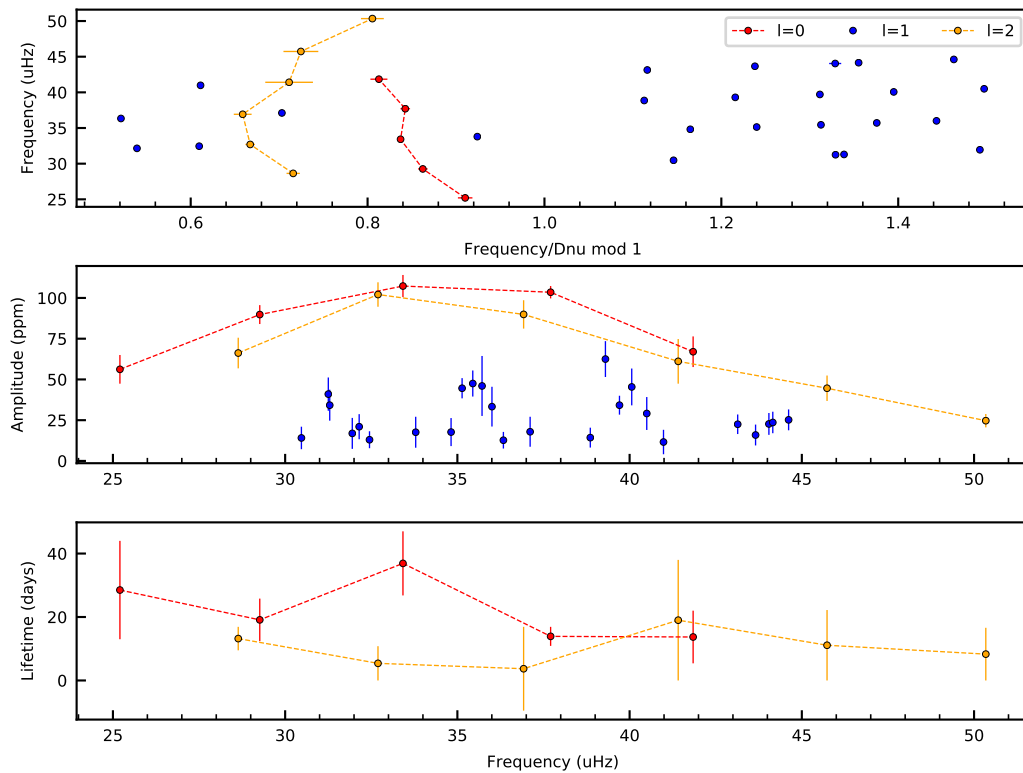 50
45
40
35
30
25
Frequency (uHz)
l=0 l=1 l=2
0.6 0.8 1.0 1.2 1.4
Frequency/Dnu mod 1
100
75
50
25
0
Amplitude (ppm)
25 30 35 40 45 50
40
20
0
Lifetime (days)
25 30 35 40 45 50
Frequency (uHz)